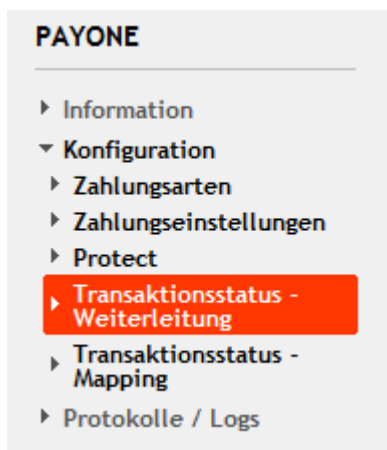 PAYONE
Information
Konfiguration
Zahlungsarten
Zahlungseinstellungen
Protect
Transaktionsstatus -
Weiterleitung
Transaktionsstatus -
Mapping
Protokolle / Logs